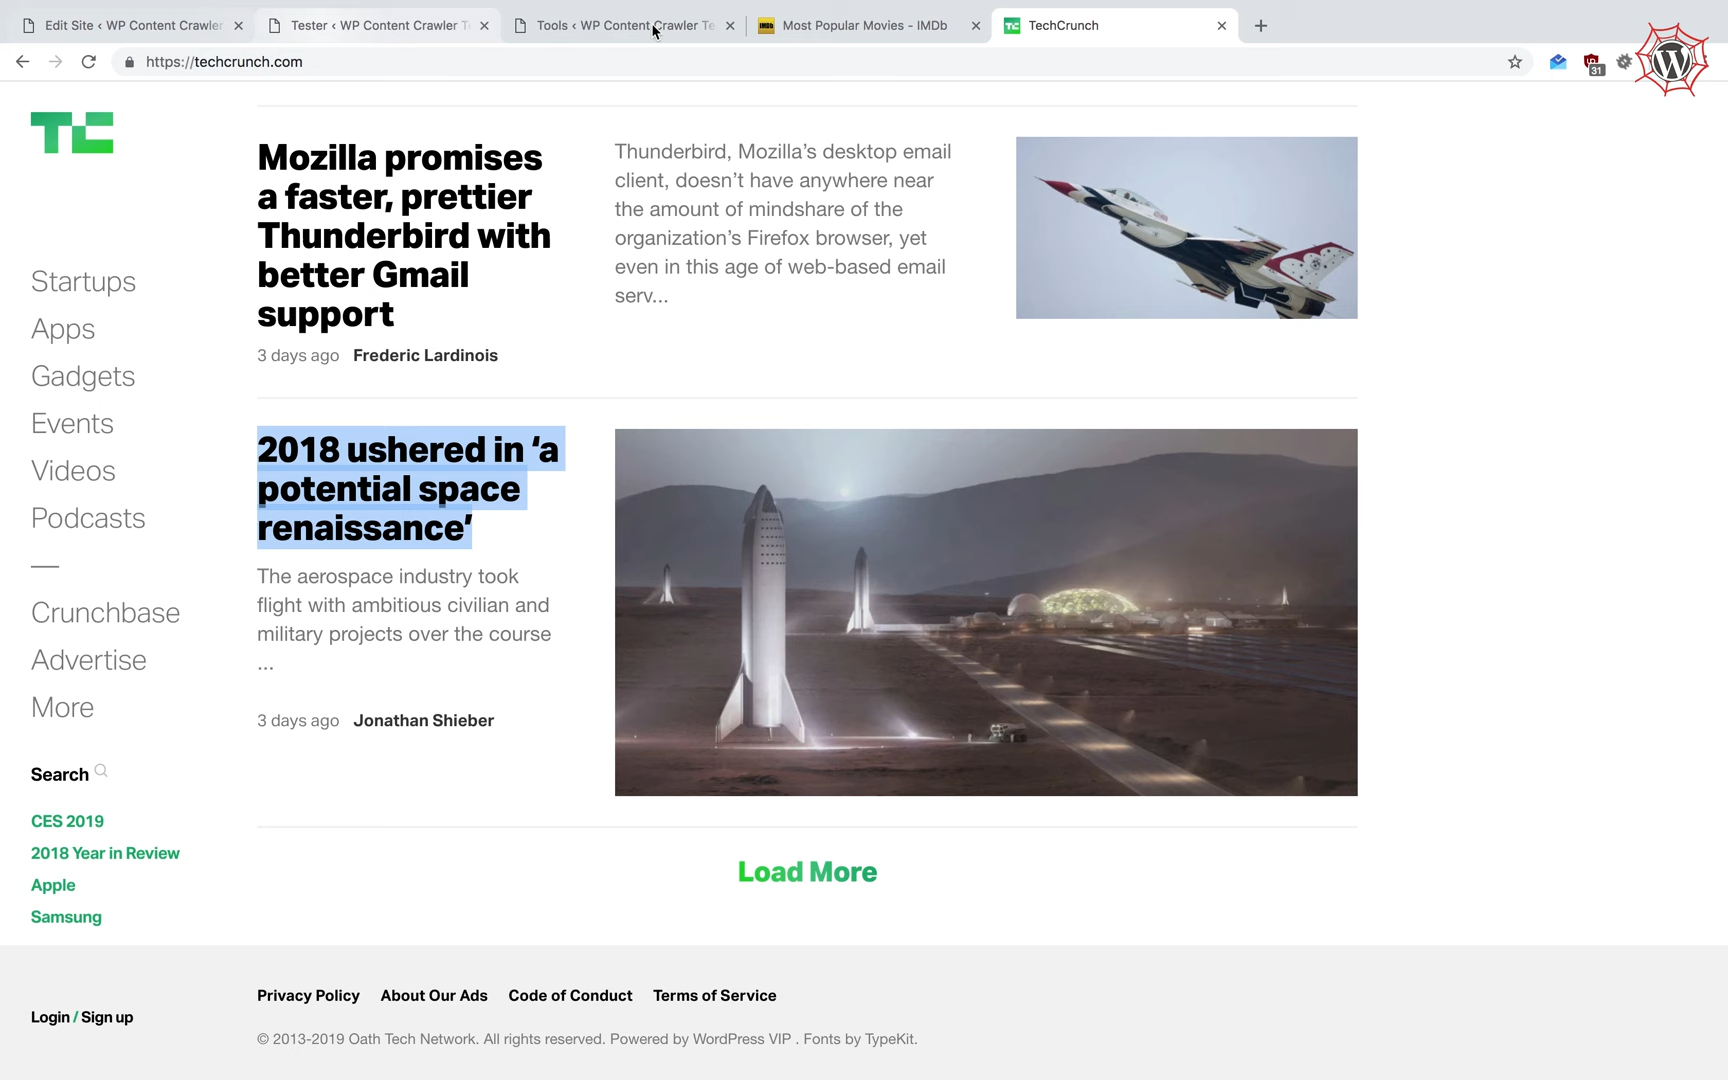 Edit Site ‹ WP Content Crawler
Tester ‹ WP Content Crawler Te
Tools ‹ WP Content Crawler Te
Most Popular Movies - IMDb
TechCrunch
https://techcrunch.com
31
TC
Startups
Apps
Gadgets
Events
Videos
Podcasts
Crunchbase
Advertise
More
Search
CES 2019
2018 Year in Review
Apple
Samsung
Mozilla promises
a faster, prettier
Thunderbird with
better Gmail
support
3 days ago Frederic Lardinois
Thunderbird, Mozilla’s desktop email
client, doesn’t have anywhere near
the amount of mindshare of the
organization’s Firefox browser, yet
even in this age of web-based email
serv...
2018 ushered in ‘a
potential space
renaissance’
The aerospace industry took
flight with ambitious civilian and
military projects over the course
...
3 days ago Jonathan Shieber
Load More
Login / Sign up
Privacy Policy About Our Ads Code of Conduct Terms of Service
© 2013-2019 Oath Tech Network. All rights reserved. Powered by WordPress VIP . Fonts by TypeKit.